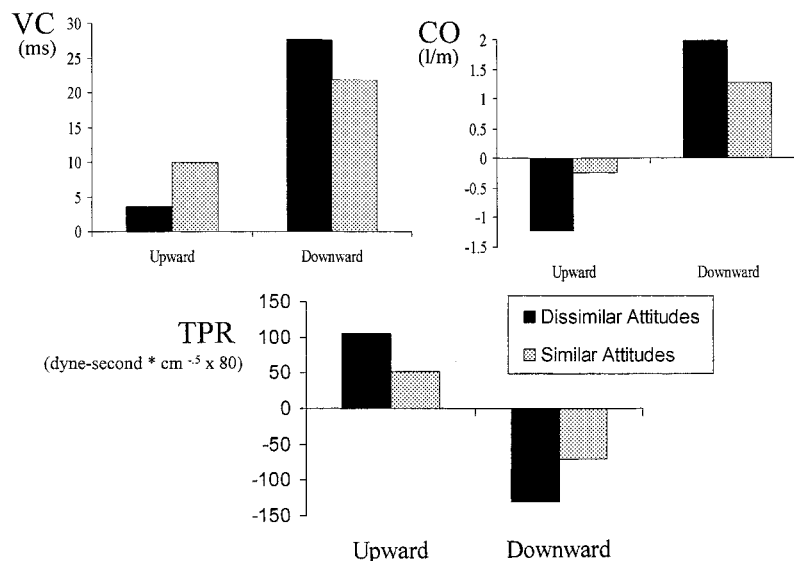 VC
(ms)
30
25
20
15
10
5
0
Upward Downward
CO
(l/m)
2
1.5
1
0.5
0
-0.5
-1
-1.5
Upward Downward
TPR
(dyne-second * cm -.5 x 80)
150
100
50
0
-50
-100
-150
Upward Downward
Dissimilar Attitudes
Similar Attitudes